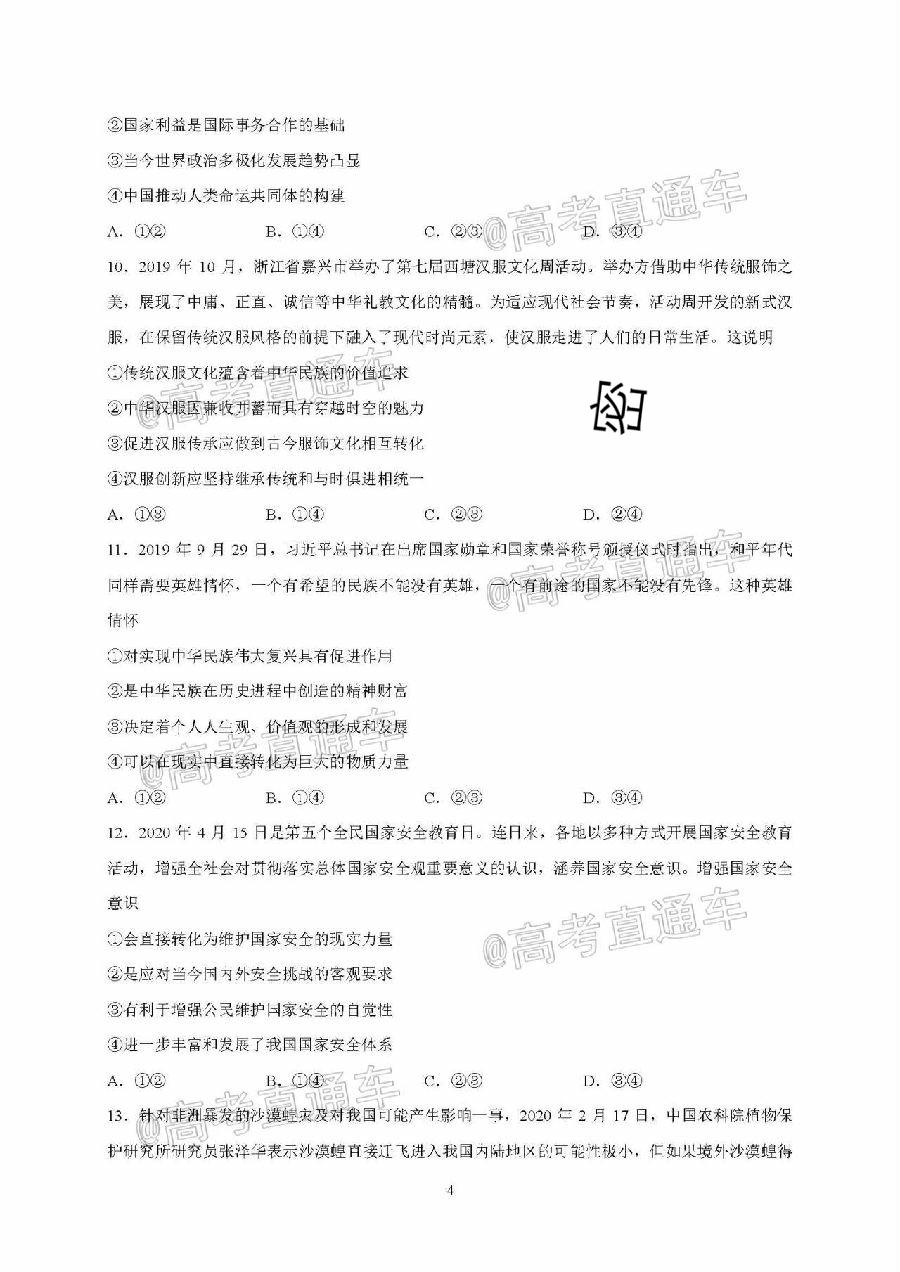 ②国家利益是国际事务合作的基础
③当今世界政治多极化发展趋势凸显
④中国推动人类命运共同体的构建
A．①② B．①④ C．②③ D．③④
10．2019 年 10 月，浙江省嘉兴市举办了第七届西塘汉服文化周活动。举办方借助中华传统服饰之
美，展现了中庸、正直、诚信等中华礼教文化的精髓。为适应现代社会节奏，活动周开发的新式汉
服，在保留传统汉服风格的前提下融入了现代时尚元素，使汉服走进了人们的日常生活。这说明
①传统汉服文化蕴含着中华民族的价值追求
②中华汉服因兼收并蓄而具有穿越时空的魅力
③促进汉服传承应做到古今服饰文化相互转化
④汉服创新应坚持继承传统和与时俱进相统一
A．①③ B．①④ C．②③ D．②④
密
11．2019 年 9 月 29 日，习近平总书记在出席国家勋章和国家荣誉称号颁授仪式时指出，和平年代
同样需要英雄情怀，一个有希望的民族不能没有英雄，一个有前途的国家不能没有先锋。这种英雄
情怀
①对实现中华民族伟大复兴具有促进作用
②是中华民族在历史进程中创造的精神财富
③决定着个人人生观、价值观的形成和发展
④可以在现实中直接转化为巨大的物质力量
A．①② B．①④ C．②③ D．③④
12．2020 年 4 月 15 日是第五个全民国家安全教育日。连日来，各地以多种方式开展国家安全教育
活动，增强全社会对贯彻落实总体国家安全观重要意义的认识，涵养国家安全意识。增强国家安全
意识
①会直接转化为维护国家安全的现实力量
②是应对当今国内外安全挑战的客观要求
③有利于增强公民维护国家安全的自觉性
④进一步丰富和发展了我国国家安全体系
A．①② B．①④ C．②③ D．③④
13．针对非洲暴发的沙漠蝗灾及对我国可能产生影响一事，2020 年 2 月 17 日，中国农科院植物保
护研究所研究员张泽华表示沙漠蝗直接迁飞进入我国内陆地区的可能性极小，但如果境外沙漠蝗得
4
@高考直通车
@高考直通车
@高考直通车
@高考直通车
@高考直通车
@高考直通车